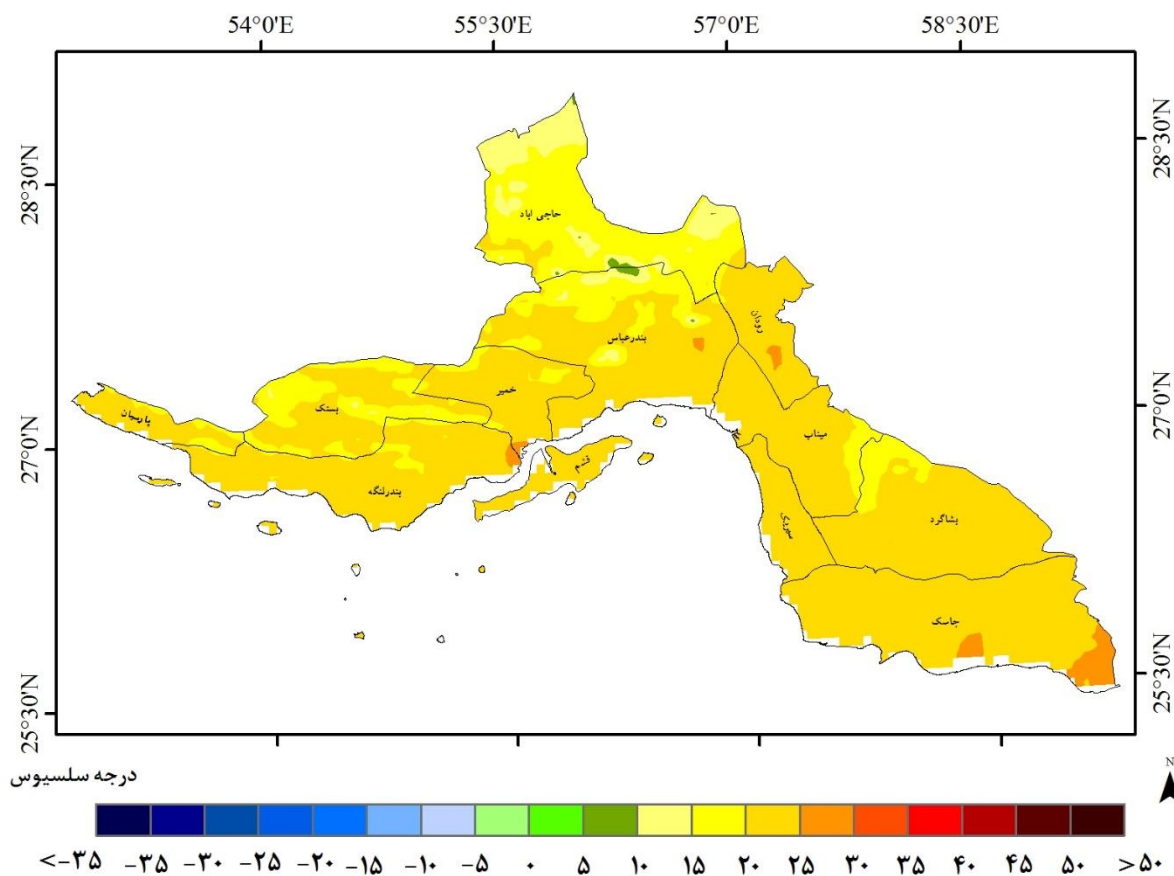 54°0'E 55°30'E 57°0'E 58°30'E
28°30'N
28°30'N
حاجی اباد
رودان
بندرعباس
خمیر
بستک
پارسیان
27°0'N
27°0'N
میناب
قشم
بندرلنگه
سیریک
بشاگرد
جاسک
25°30'N
25°30'N
درجه سلسیوس
N
<-۳۵ -۳۵ -۳۰ -۲۵ -۲۰ -۱۵ -۱۰ -۵ ۰ ۵ ۱۰ ۱۵ ۲۰ ۲۵ ۳۰ ۳۵ ۴۰ ۴۵ ۵۰ >۵۰